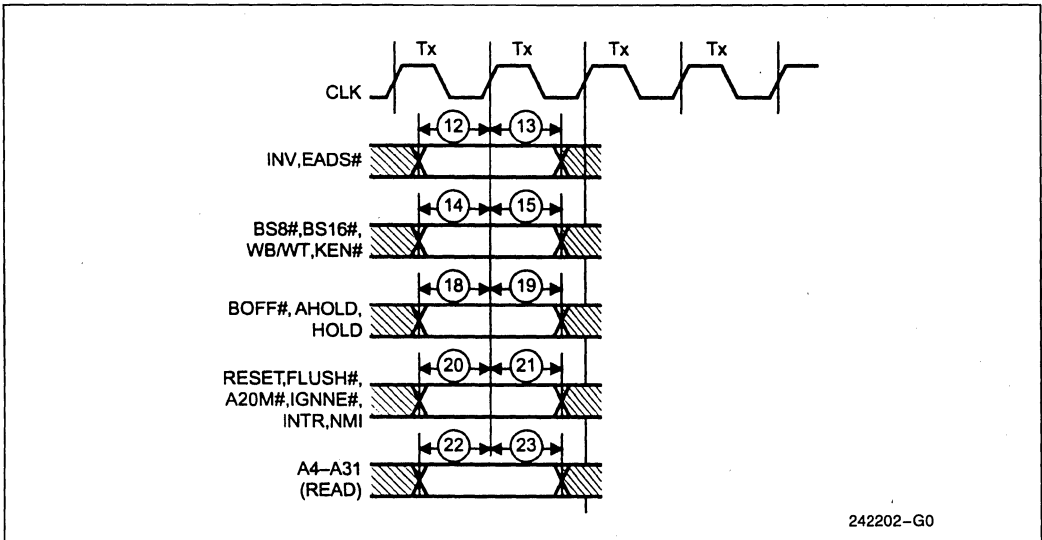 Tx Tx Tx Tx
CLK
12 13
INV,EADS#
14 15
BS8#,BS16#,
WB/WT,KEN#
18 19
BOFF#, AHOLD,
HOLD
20 21
RESET,FLUSH#,
A20M#,IGNNE#,
INTR,NMI
22 23
A4–A31
(READ)
242202–G0